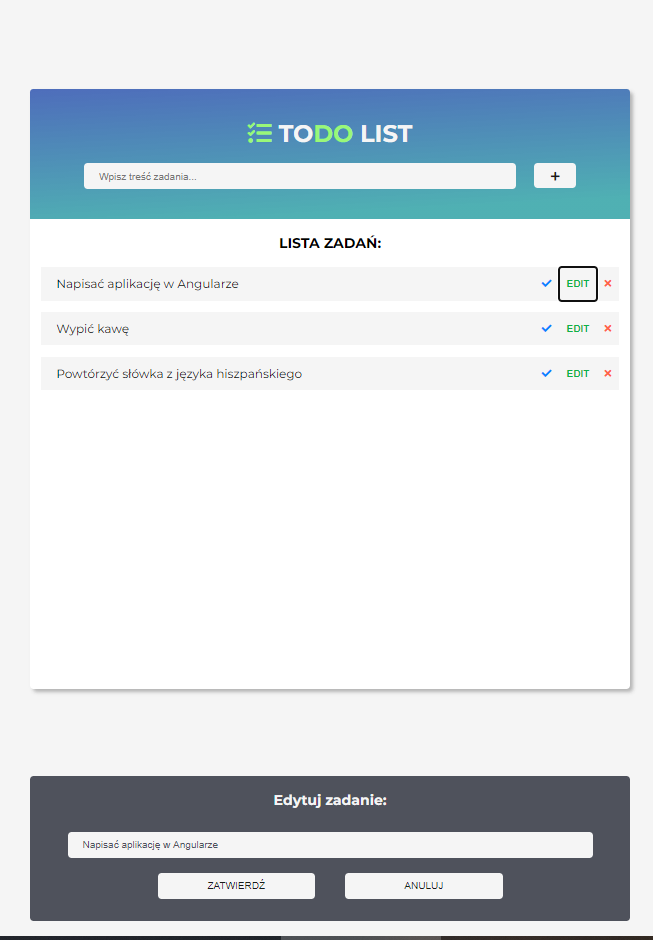 TODO LIST
Wpisz treść zadania...
+
LISTA ZADAŃ:
Napisać aplikację w Angularze EDIT
Wypić kawę EDIT
Powtórzyć słówka z języka hiszpańskiego EDIT
Edytuj zadanie:
Napisać aplikację w Angularze
ZATWIERDŹ ANULUJ